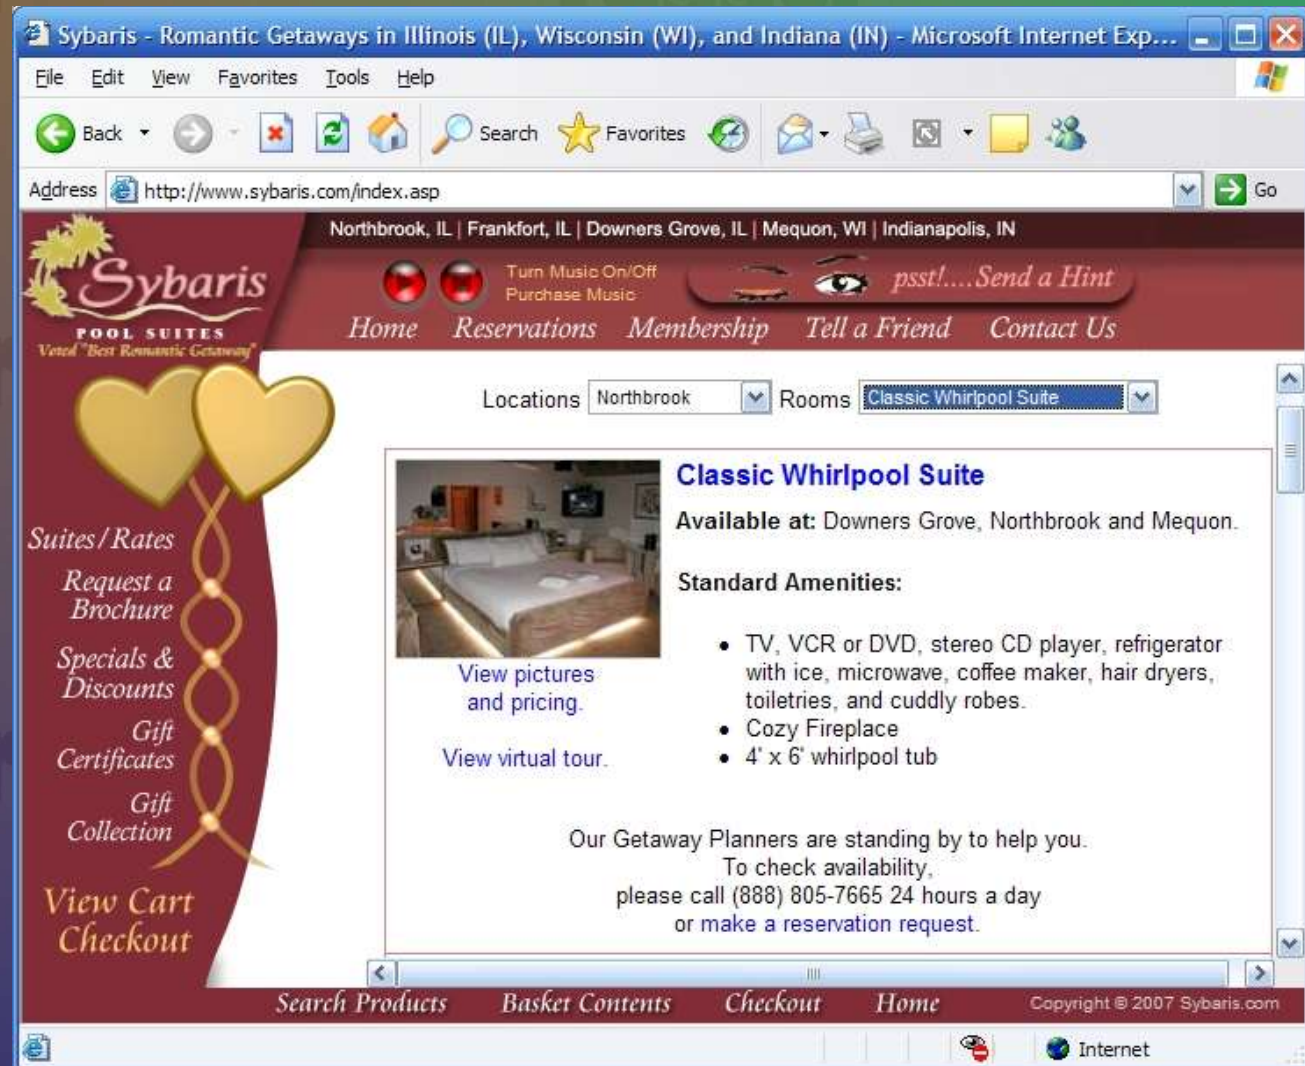 Sybaris - Romantic Getaways in Illinois (IL), Wisconsin (WI), and Indiana (IN) - Microsoft Internet Exp...
File Edit View Favorites Tools Help
Back Search Favorites
Address http://www.sybaris.com/index.asp Go
Northbrook, IL | Frankfort, IL | Downers Grove, IL | Mequon, WI | Indianapolis, IN
Sybaris
POOL SUITES
Voted "Best Romantic Getaway"
Turn Music On/Off
Purchase Music
psst!....Send a Hint
Home Reservations Membership Tell a Friend Contact Us
Locations Northbrook Rooms Classic Whirlpool Suite
Suites/Rates
Request a
Brochure
Specials &
Discounts
Gift
Certificates
Gift
Collection
View Cart
Checkout
View pictures
and pricing.
View virtual tour.
Classic Whirlpool Suite
Available at: Downers Grove, Northbrook and Mequon.
Standard Amenities:
• TV, VCR or DVD, stereo CD player, refrigerator
with ice, microwave, coffee maker, hair dryers,
toiletries, and cuddly robes.
• Cozy Fireplace
• 4' x 6' whirlpool tub
Our Getaway Planners are standing by to help you.
To check availability,
please call (888) 805-7665 24 hours a day
or make a reservation request.
Search Products Basket Contents Checkout Home Copyright © 2007 Sybaris.com
Internet